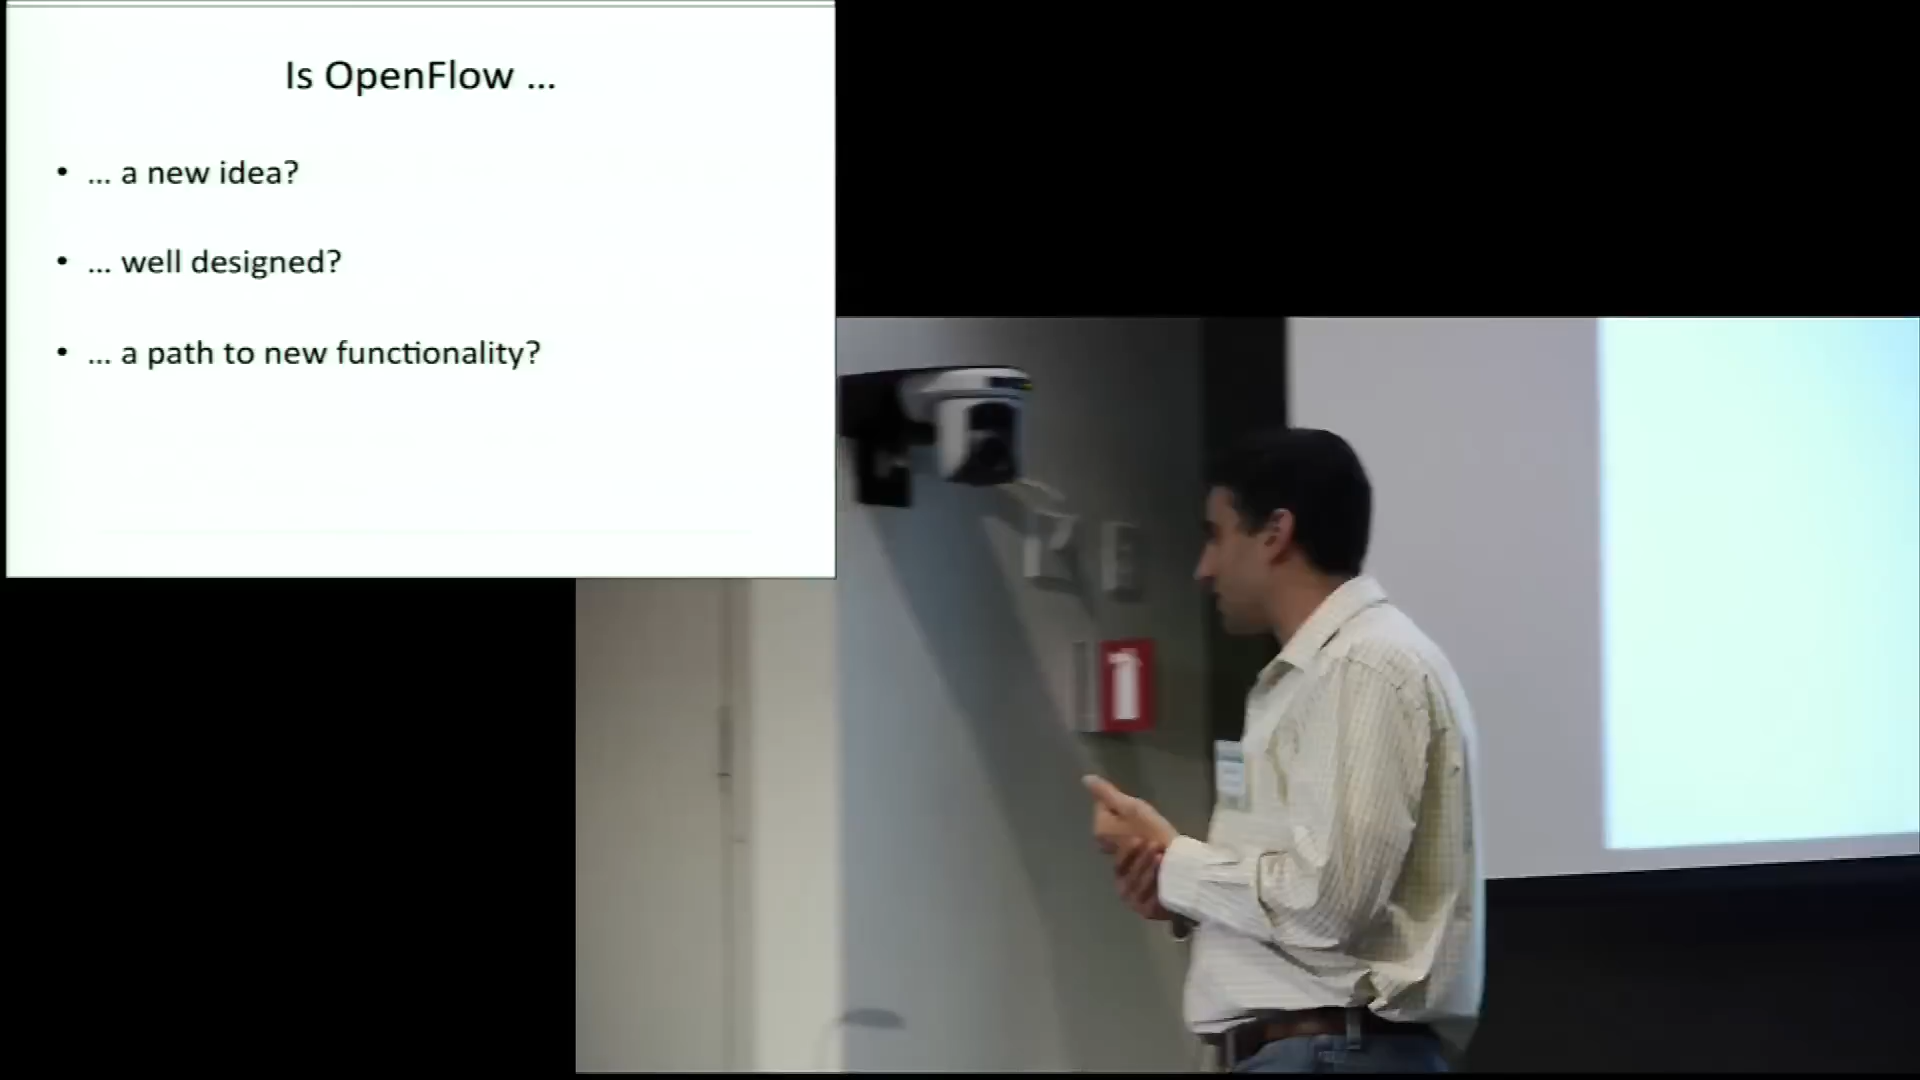 Is OpenFlow ...
• ... a new idea?
• ... well designed?
• ... a path to new functionality?